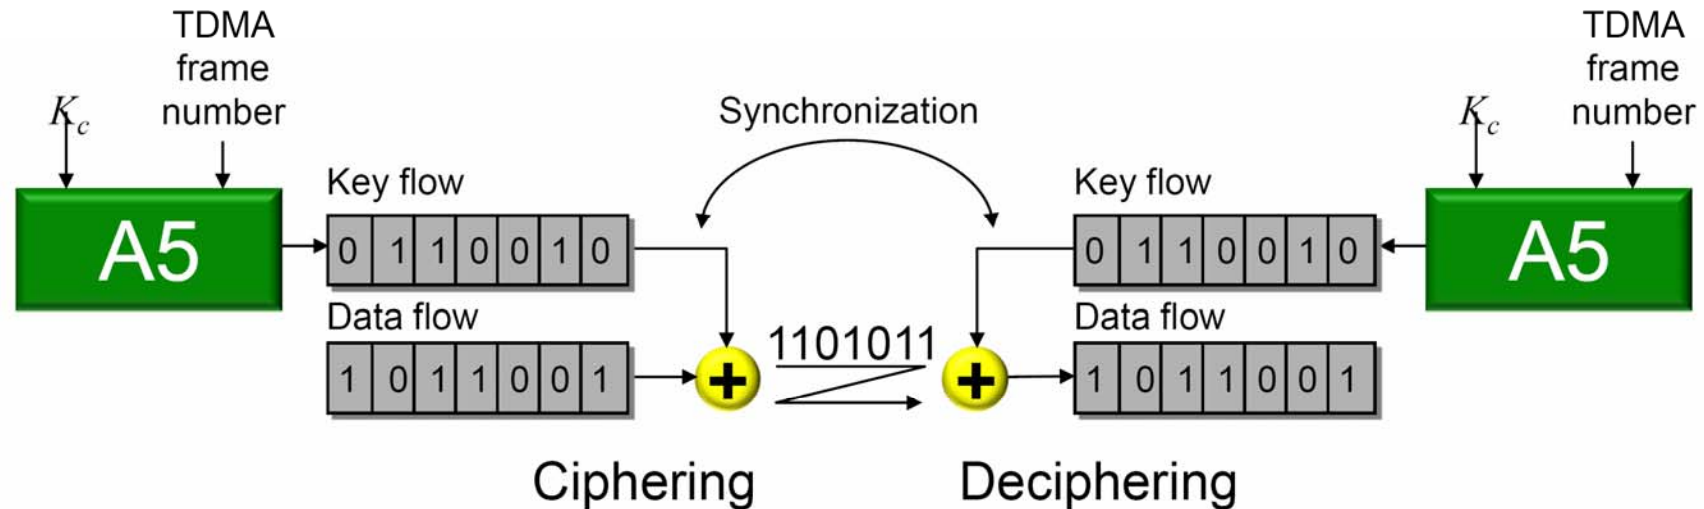 TDMA
frame
number
Kc
A5
Key flow
0 1 1 0 0 1 0
Data flow
1 0 1 1 0 0 1
Synchronization
1101011
TDMA
frame
number
Kc
A5
Key flow
0 1 1 0 0 1 0
Data flow
1 0 1 1 0 0 1
+
+
Ciphering
Deciphering